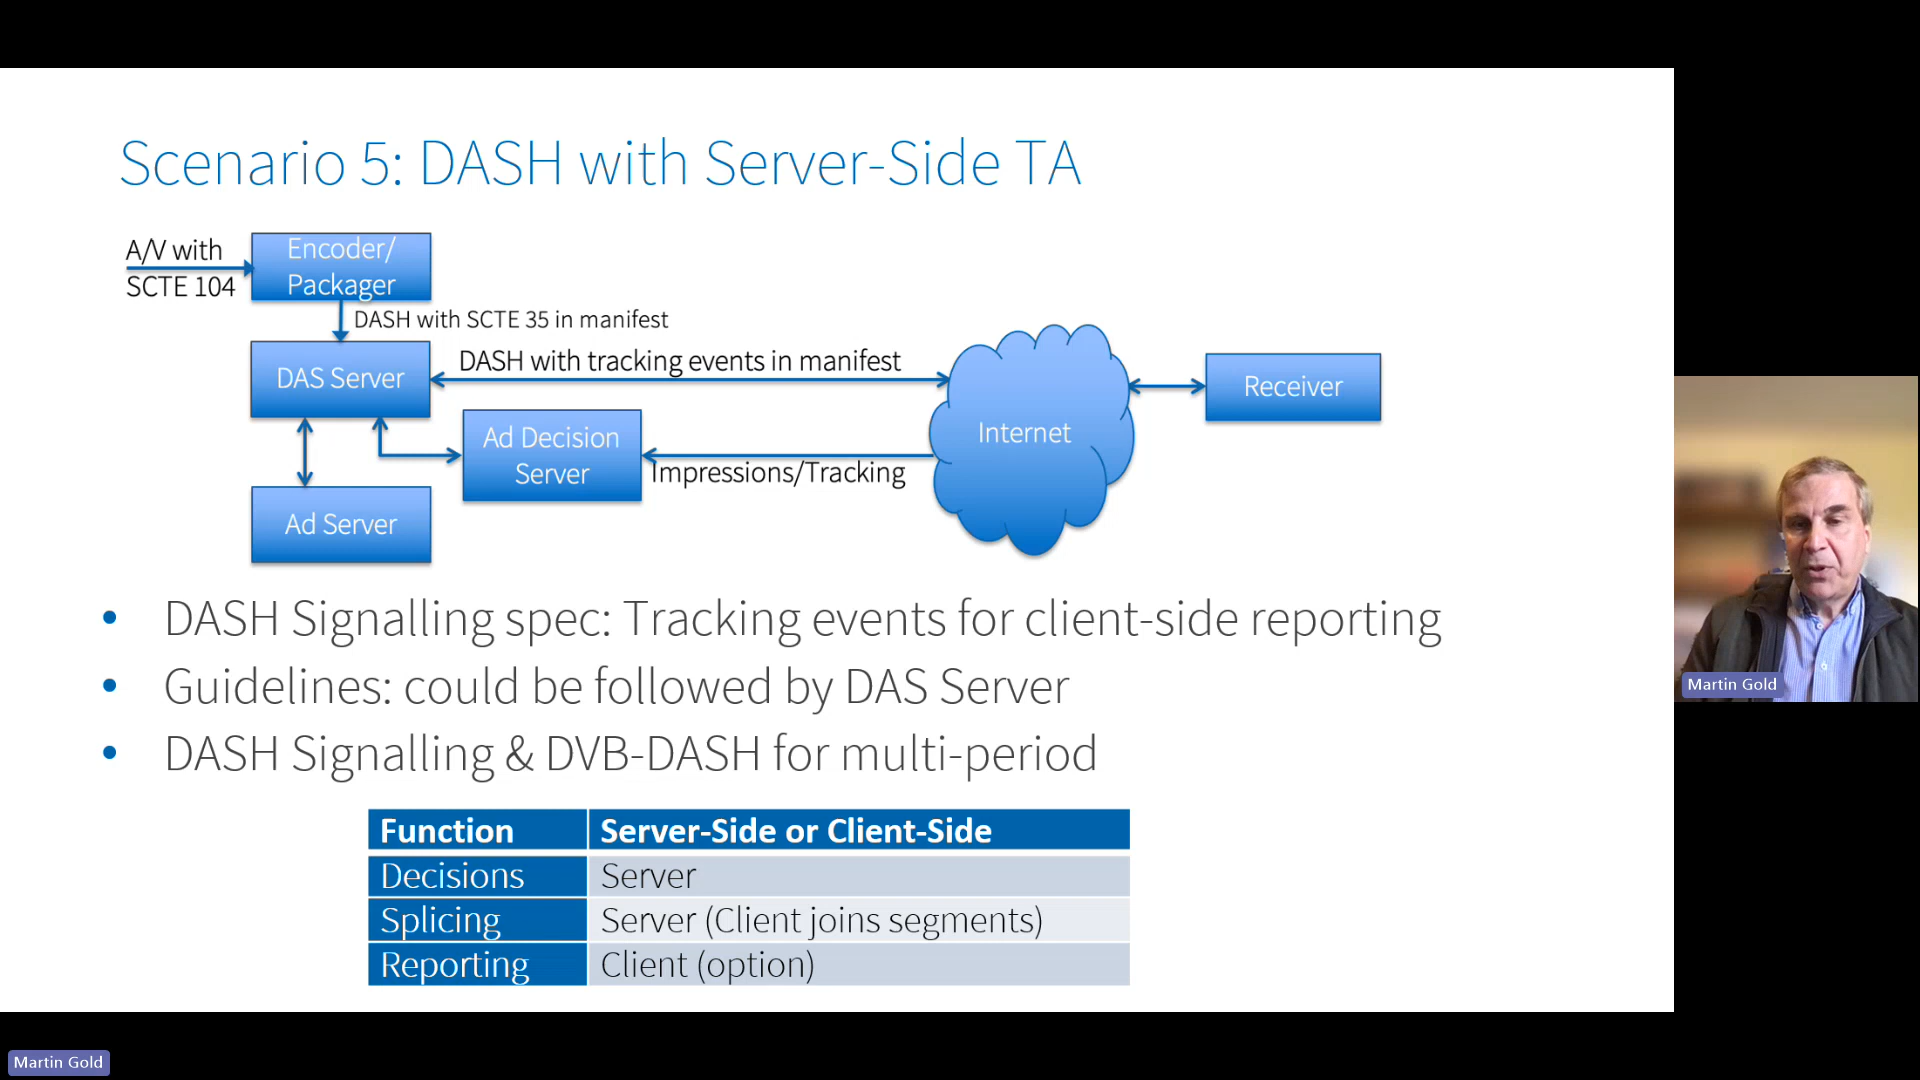 Scenario 5: DASH with Server-Side TA
A/V with
SCTE 104
Encoder/
Packager
DASH with SCTE 35 in manifest
DAS Server
DASH with tracking events in manifest
Ad Decision
Server
Impressions/Tracking
Internet
Receiver
Ad Server
• DASH Signalling spec: Tracking events for client-side reporting
• Guidelines: could be followed by DAS Server
• DASH Signalling & DVB-DASH for multi-period
Function Server-Side or Client-Side
Decisions Server
Splicing Server (Client joins segments)
Reporting Client (option)
Martin Gold
Martin Gold